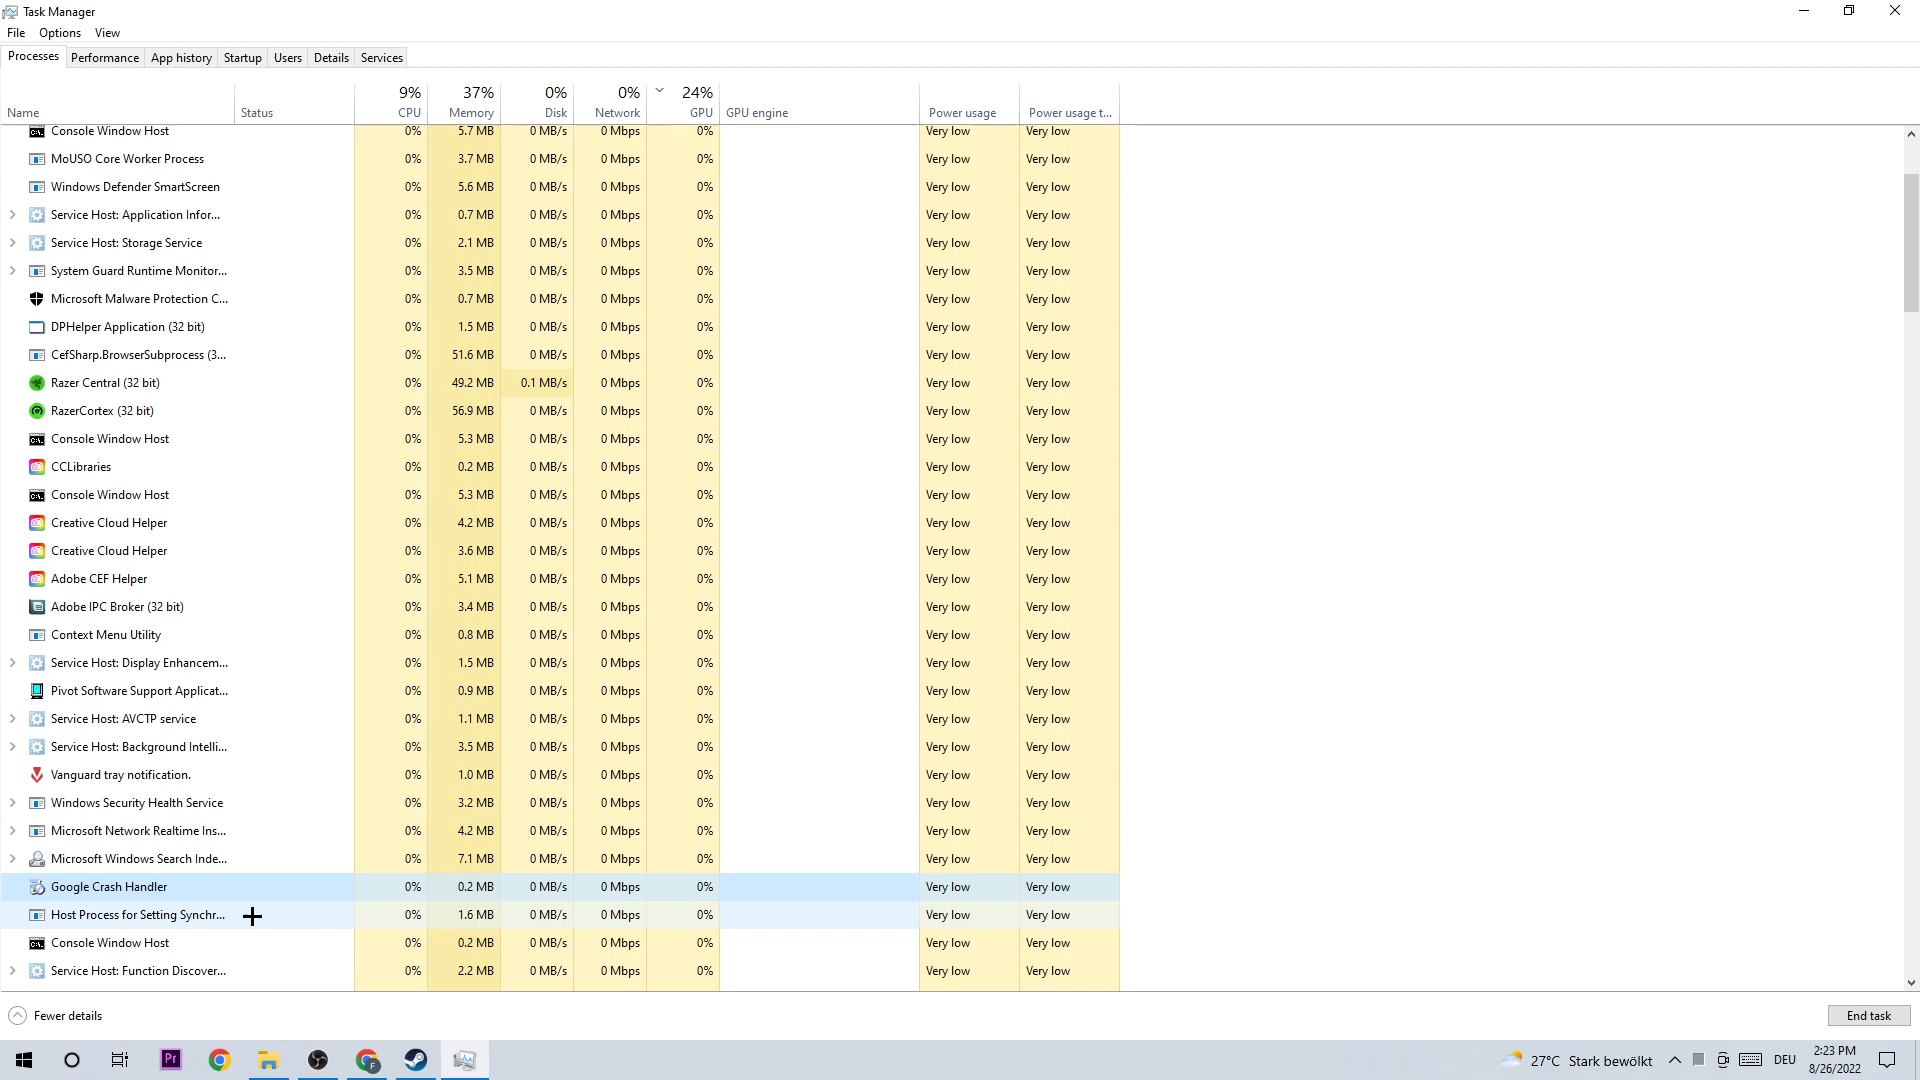 Task Manager
File Options View
Processes Performance App history Startup Users Details Services
9% 37% 0% 0% 24%
Name Status CPU Memory Disk Network GPU GPU engine Power usage Power usage t...
Console Window Host 0% 5.7 MB 0 MB/s 0 Mbps 0% Very low Very low
MoUSO Core Worker Process 0% 3.7 MB 0 MB/s 0 Mbps 0% Very low Very low
Windows Defender SmartScreen 0% 5.6 MB 0 MB/s 0 Mbps 0% Very low Very low
Service Host: Application Infor... 0% 0.7 MB 0 MB/s 0 Mbps 0% Very low Very low
Service Host: Storage Service 0% 2.1 MB 0 MB/s 0 Mbps 0% Very low Very low
System Guard Runtime Monitor... 0% 3.5 MB 0 MB/s 0 Mbps 0% Very low Very low
Microsoft Malware Protection C... 0% 0.7 MB 0 MB/s 0 Mbps 0% Very low Very low
DPHelper Application (32 bit) 0% 1.5 MB 0 MB/s 0 Mbps 0% Very low Very low
CefSharp.BrowserSubprocess (3... 0% 51.6 MB 0 MB/s 0 Mbps 0% Very low Very low
Razer Central (32 bit) 0% 49.2 MB 0.1 MB/s 0 Mbps 0% Very low Very low
RazerCortex (32 bit) 0% 56.9 MB 0 MB/s 0 Mbps 0% Very low Very low
Console Window Host 0% 5.3 MB 0 MB/s 0 Mbps 0% Very low Very low
CCLibraries 0% 0.2 MB 0 MB/s 0 Mbps 0% Very low Very low
Console Window Host 0% 5.3 MB 0 MB/s 0 Mbps 0% Very low Very low
Creative Cloud Helper 0% 4.2 MB 0 MB/s 0 Mbps 0% Very low Very low
Creative Cloud Helper 0% 3.6 MB 0 MB/s 0 Mbps 0% Very low Very low
Adobe CEF Helper 0% 5.1 MB 0 MB/s 0 Mbps 0% Very low Very low
Adobe IPC Broker (32 bit) 0% 3.4 MB 0 MB/s 0 Mbps 0% Very low Very low
Context Menu Utility 0% 0.8 MB 0 MB/s 0 Mbps 0% Very low Very low
Service Host: Display Enhancem... 0% 1.5 MB 0 MB/s 0 Mbps 0% Very low Very low
Pivot Software Support Applicat... 0% 0.9 MB 0 MB/s 0 Mbps 0% Very low Very low
Service Host: AVCTP service 0% 1.1 MB 0 MB/s 0 Mbps 0% Very low Very low
Service Host: Background Intelli... 0% 3.5 MB 0 MB/s 0 Mbps 0% Very low Very low
Vanguard tray notification. 0% 1.0 MB 0 MB/s 0 Mbps 0% Very low Very low
Windows Security Health Service 0% 3.2 MB 0 MB/s 0 Mbps 0% Very low Very low
Microsoft Network Realtime Ins... 0% 4.2 MB 0 MB/s 0 Mbps 0% Very low Very low
Microsoft Windows Search Inde... 0% 7.1 MB 0 MB/s 0 Mbps 0% Very low Very low
Google Crash Handler 0% 0.2 MB 0 MB/s 0 Mbps 0% Very low Very low
Host Process for Setting Synchr... 0% 1.6 MB 0 MB/s 0 Mbps 0% Very low Very low
Console Window Host 0% 0.2 MB 0 MB/s 0 Mbps 0% Very low Very low
Service Host: Function Discover... 0% 2.2 MB 0 MB/s 0 Mbps 0% Very low Very low
Fewer details End task
Pr F 27°C Stark bewölkt DEU 2:23 PM
8/26/2022